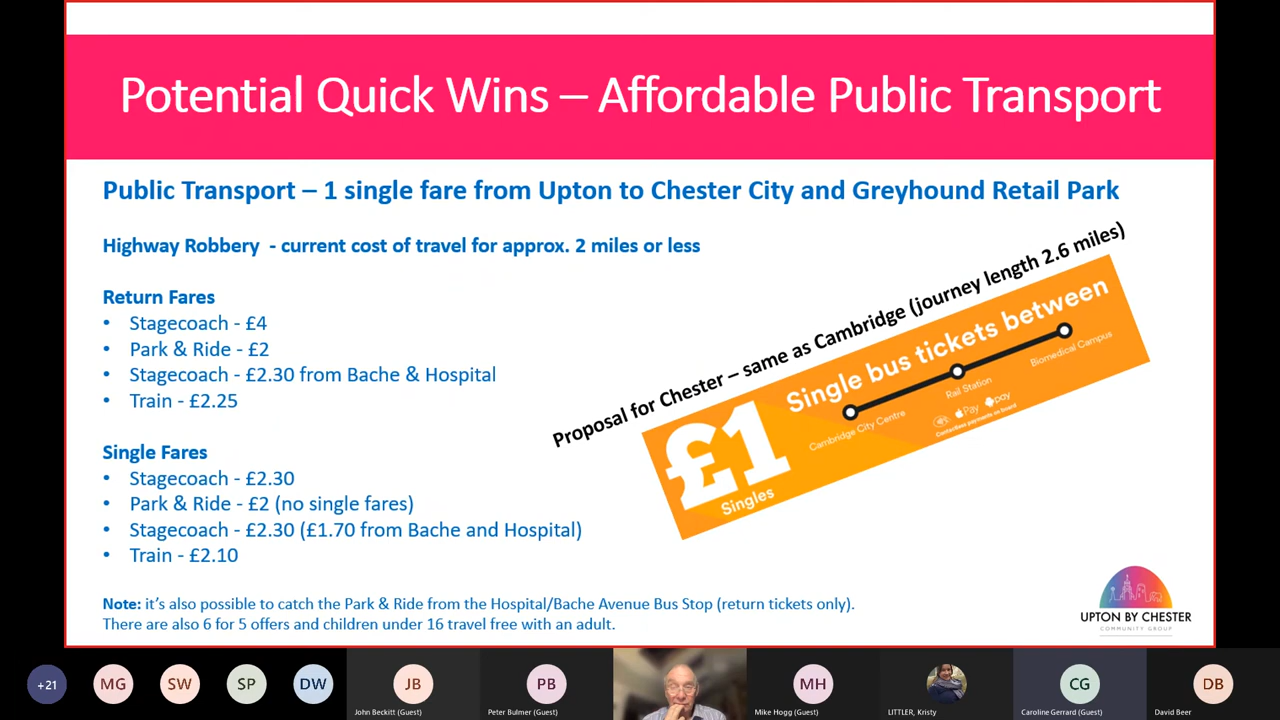 Potential Quick Wins – Affordable Public Transport
Public Transport – 1 single fare from Upton to Chester City and Greyhound Retail Park
Highway Robbery - current cost of travel for approx. 2 miles or less
Return Fares
• Stagecoach - £4
• Park & Ride - £2
• Stagecoach - £2.30 from Bache & Hospital
• Train - £2.25
Single Fares
• Stagecoach - £2.30
• Park & Ride - £2 (no single fares)
• Stagecoach - £2.30 (£1.70 from Bache and Hospital)
• Train - £2.10
Note: it’s also possible to catch the Park & Ride from the Hospital/Bache Avenue Bus Stop (return tickets only).
There are also 6 for 5 offers and children under 16 travel free with an adult.
Proposal for Chester – same as Cambridge (journey length 2.6 miles)
£1
Singles
Single bus tickets between
Cambridge City Centre
Rail Station
Biomedical Campus
Pay
pay
Contactless payments on board
UPTON BY CHESTER
COMMUNITY GROUP
+21
MG
SW
SP
DW
JB
John Beckitt (Guest)
PB
Peter Bulmer (Guest)
MH
Mike Hogg (Guest)
LITTLER, Kristy
CG
Caroline Gerrard (Guest)
DB
David Beer